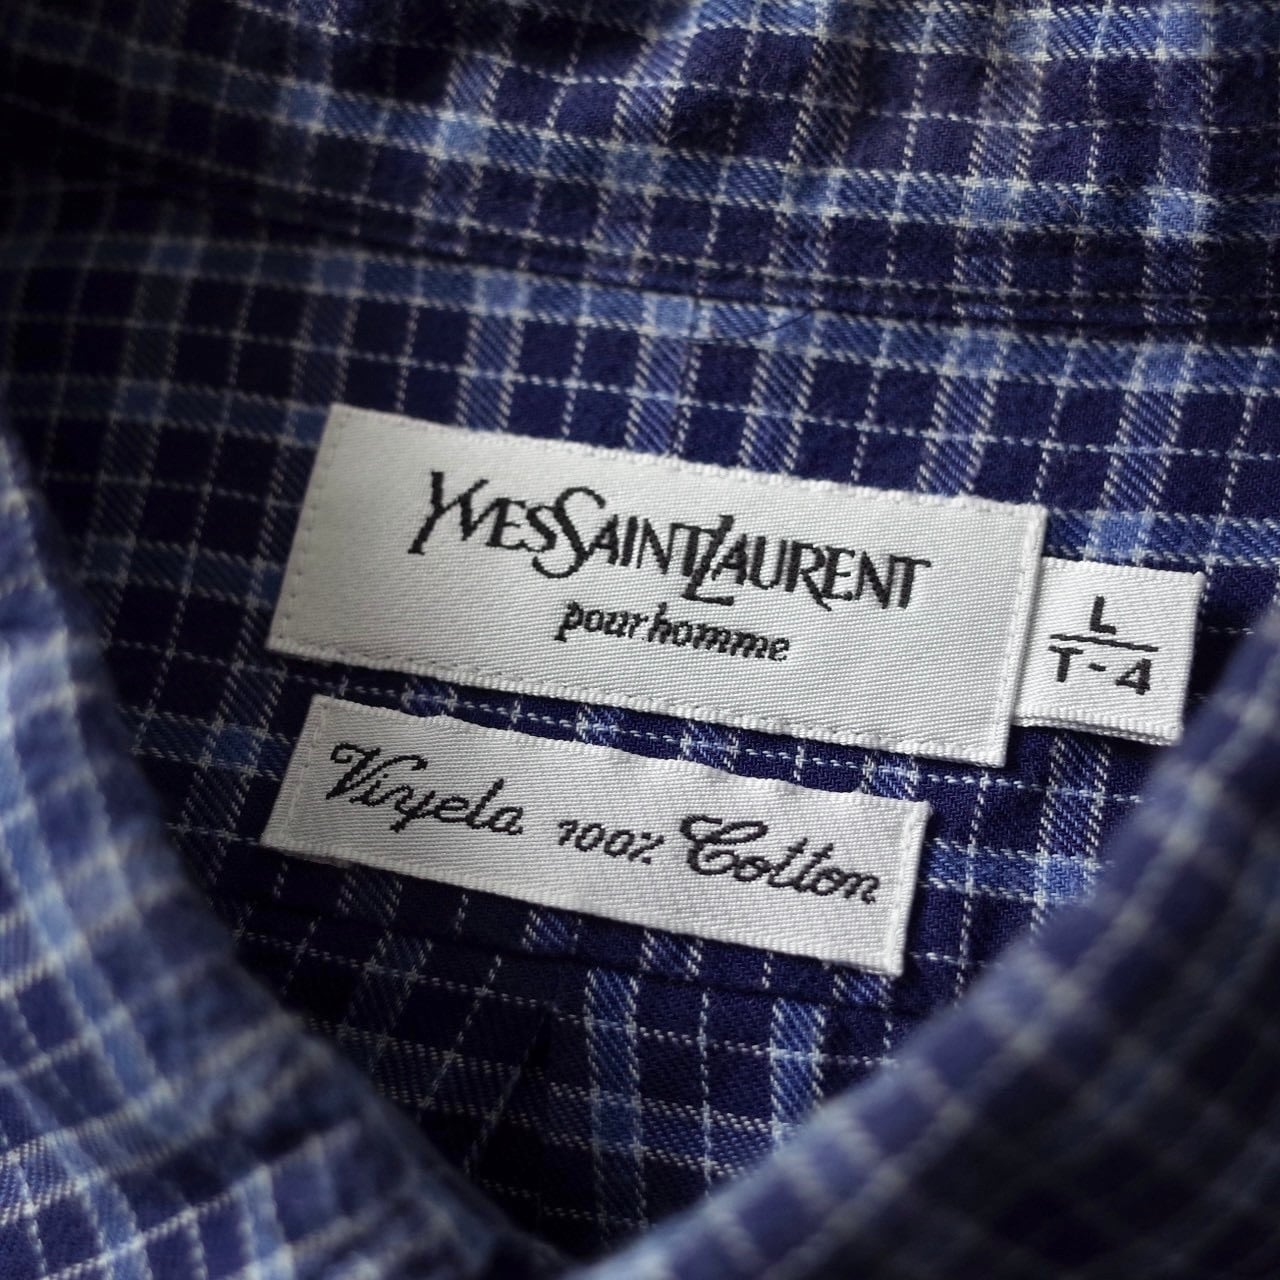 YVES SAINT LAURENT
pour homme
L
T-4
Viyela 100% Cotton